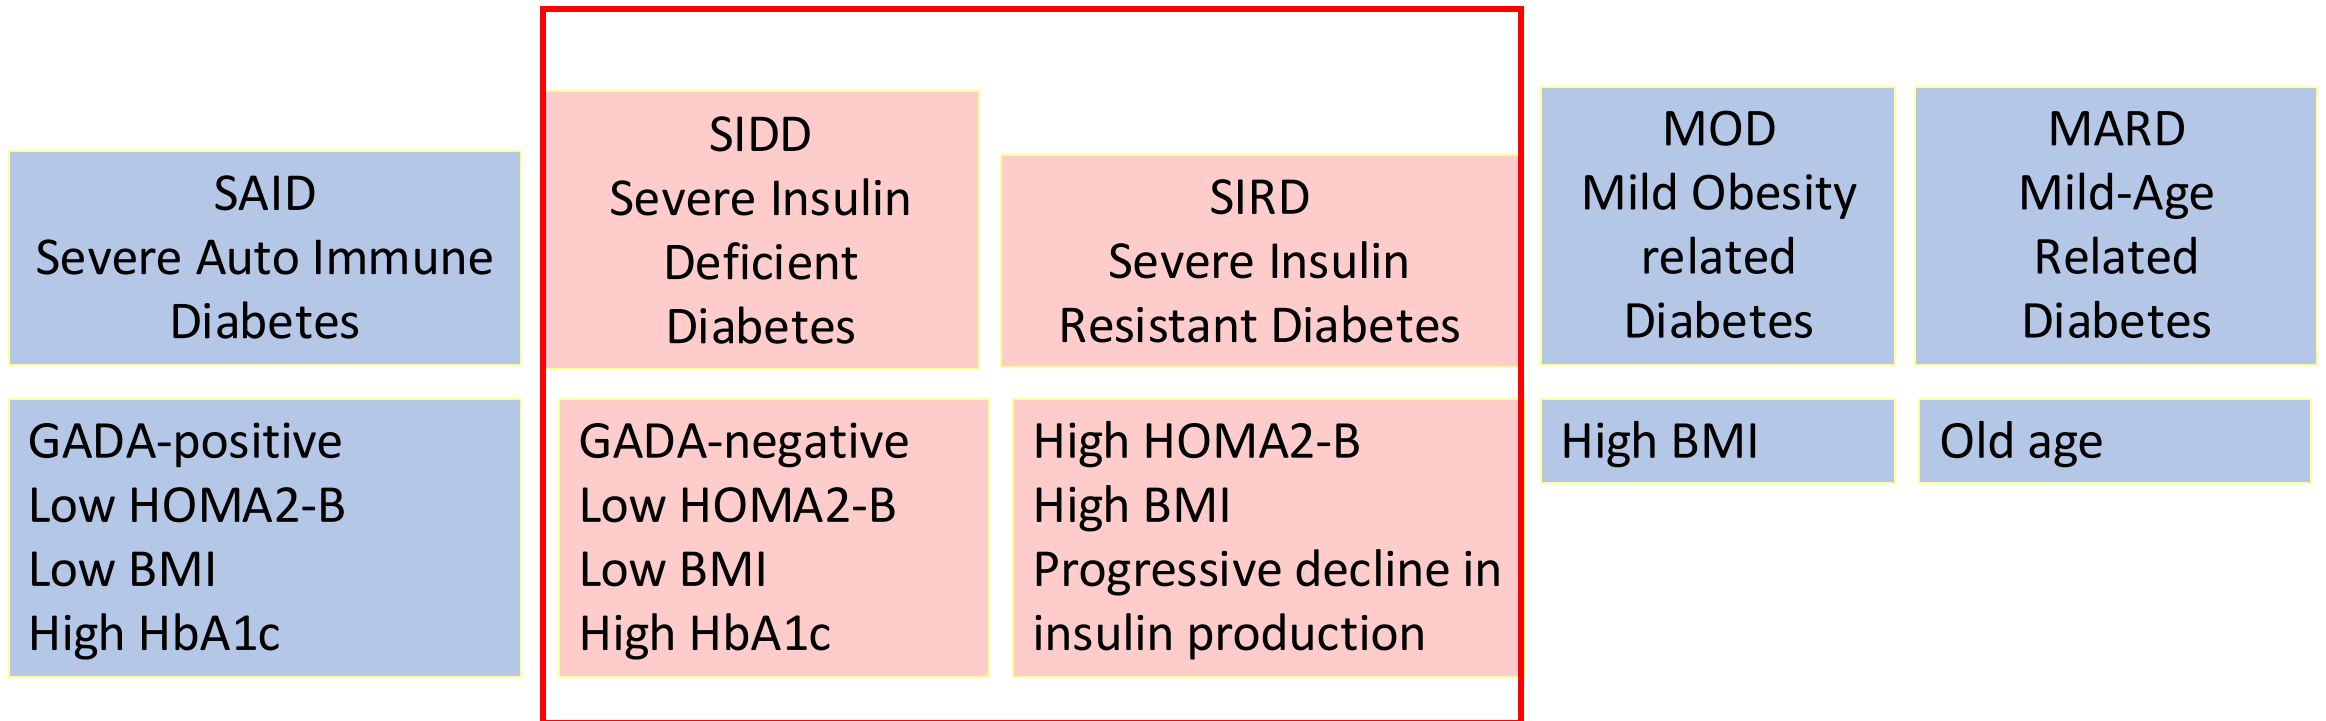 SAID
Severe Auto Immune
Diabetes
GADA-positive
Low HOMA2-B
Low BMI
High HbA1c
SIDD
Severe Insulin
Deficient
Diabetes
GADA-negative
Low HOMA2-B
Low BMI
High HbA1c
SIRD
Severe Insulin
Resistant Diabetes
High HOMA2-B
High BMI
Progressive decline in
insulin production
MOD
Mild Obesity
related
Diabetes
High BMI
MARD
Mild-Age
Related
Diabetes
Old age